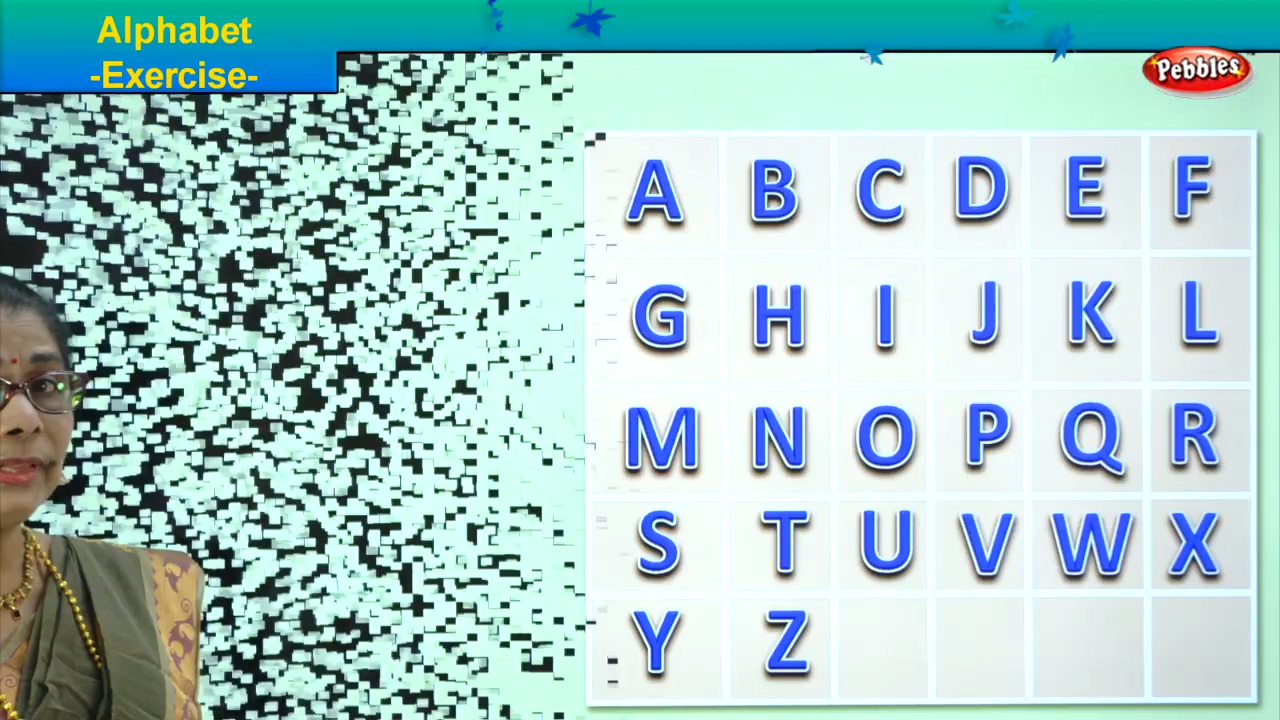 Alphabet
-Exercise-
Pebbles
A B C D E F
G H I J K L
M N O P Q R
S T U V W X
Y Z